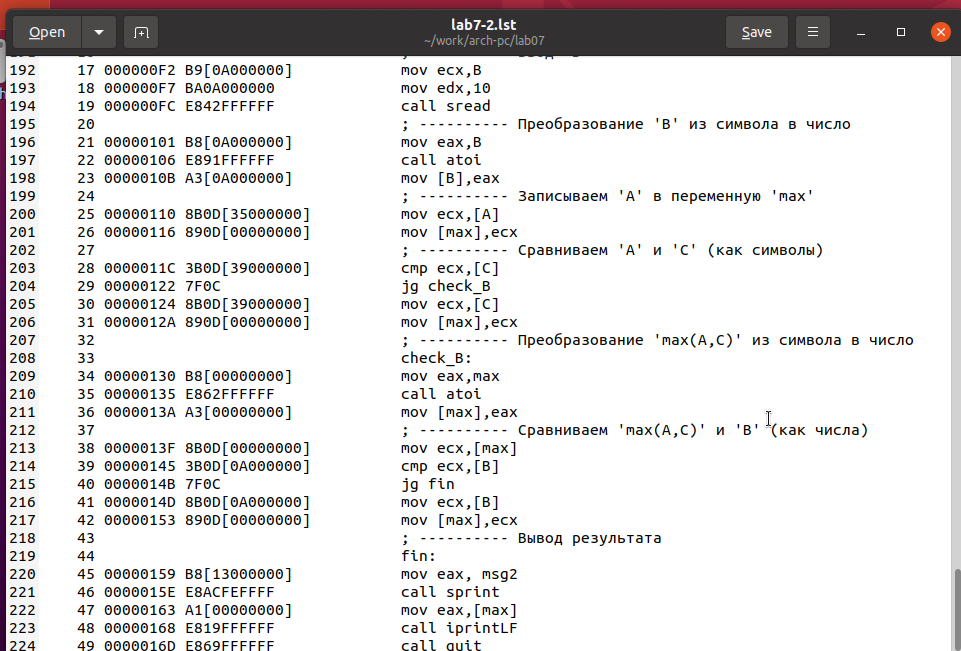 Open
lab7-2.lst
~/work/arch-pc/lab07
Save
192 17 000000F2 B9[0A000000] mov ecx,B
193 18 000000F7 BA0A000000 mov edx,10
194 19 000000FC E842FFFFFF call sread
195 20 ; ---------- Преобразование 'B' из символа в число
196 21 00000101 B8[0A000000] mov eax,B
197 22 00000106 E891FFFFFF call atoi
198 23 0000010B A3[0A000000] mov [B],eax
199 24 ; ---------- Записываем 'A' в переменную 'max'
200 25 00000110 8B0D[35000000] mov ecx,[A]
201 26 00000116 890D[00000000] mov [max],ecx
202 27 ; ---------- Сравниваем 'A' и 'С' (как символы)
203 28 0000011C 3B0D[39000000] cmp ecx,[C]
204 29 00000122 7F0C jg check_B
205 30 00000124 8B0D[39000000] mov ecx,[C]
206 31 0000012A 890D[00000000] mov [max],ecx
207 32 ; ---------- Преобразование 'max(A,C)' из символа в число
208 33 check_B:
209 34 00000130 B8[00000000] mov eax,max
210 35 00000135 E862FFFFFF call atoi
211 36 0000013A A3[00000000] mov [max],eax
212 37 ; ---------- Сравниваем 'max(A,C)' и 'B' (как числа)
213 38 0000013F 8B0D[00000000] mov ecx,[max]
214 39 00000145 3B0D[0A000000] cmp ecx,[B]
215 40 0000014B 7F0C jg fin
216 41 0000014D 8B0D[0A000000] mov ecx,[B]
217 42 00000153 890D[00000000] mov [max],ecx
218 43 ; ---------- Вывод результата
219 44 fin:
220 45 00000159 B8[13000000] mov eax, msg2
221 46 0000015E E8ACFEFFFF call sprint
222 47 00000163 A1[00000000] mov eax,[max]
223 48 00000168 E819FFFFFF call iprintLF
224 49 0000016D E869FFFFFF call quit